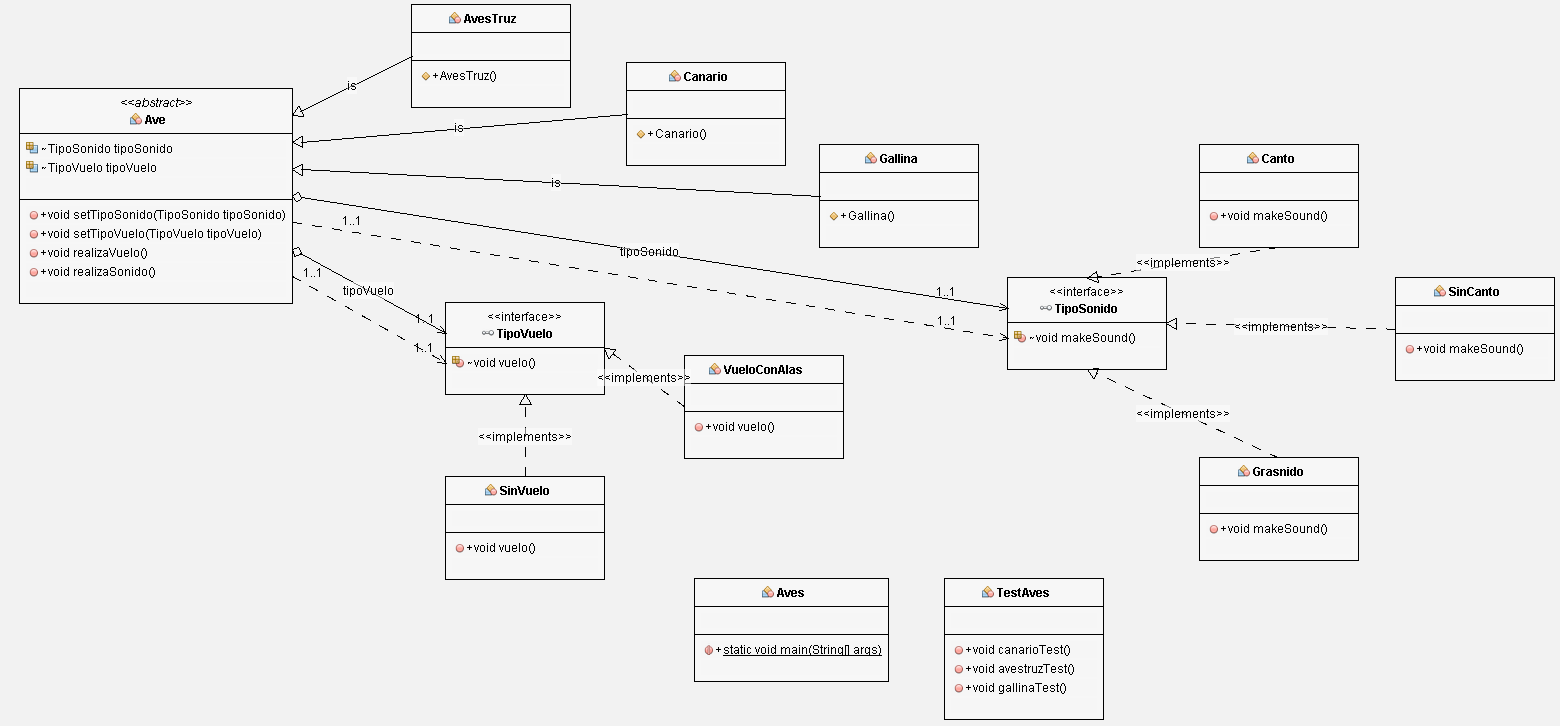 AvesTruz
+AvesTruz()
is
Canario
+Canario()
is
<<abstract>>
Ave
~TipoSonido tipoSonido
~TipoVuelo tipoVuelo
+void setTipoSonido(TipoSonido tipoSonido)
+void setTipoVuelo(TipoVuelo tipoVuelo)
+void realizaVuelo()
+void realizaSonido()
Gallina
+Gallina()
is
1..1
tipoSonido
1..1
1..1
1..1
tipoVuelo
1..1
1..1
Canto
+void makeSound()
<<implements>>
<<interface>>
TipoSonido
~void makeSound()
SinCanto
+void makeSound()
<<implements>>
<<implements>>
Grasnido
+void makeSound()
<<interface>>
TipoVuelo
~void vuelo()
<<implements>>
VueloConAlas
+void vuelo()
<<implements>>
SinVuelo
+void vuelo()
Aves
+static void main(String[] args)
TestAves
+void canarioTest()
+void avestruzTest()
+void gallinaTest()